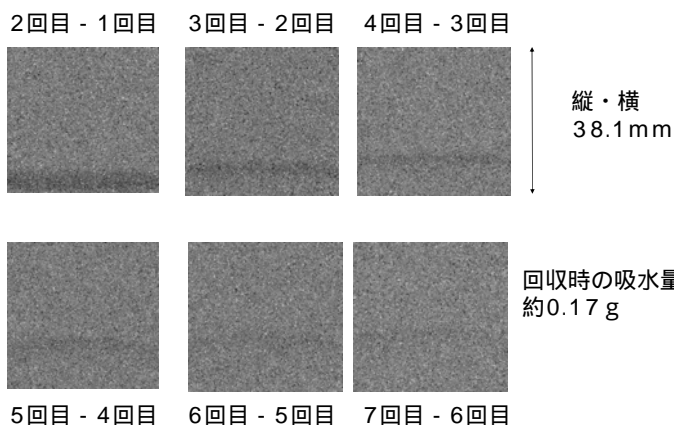 2回目 - 1回目
3回目 - 2回目
4回目 - 3回目
縦・横
38.1mm
回収時の吸水量
約0.17ｇ
5回目 - 4回目
6回目 - 5回目
7回目 - 6回目